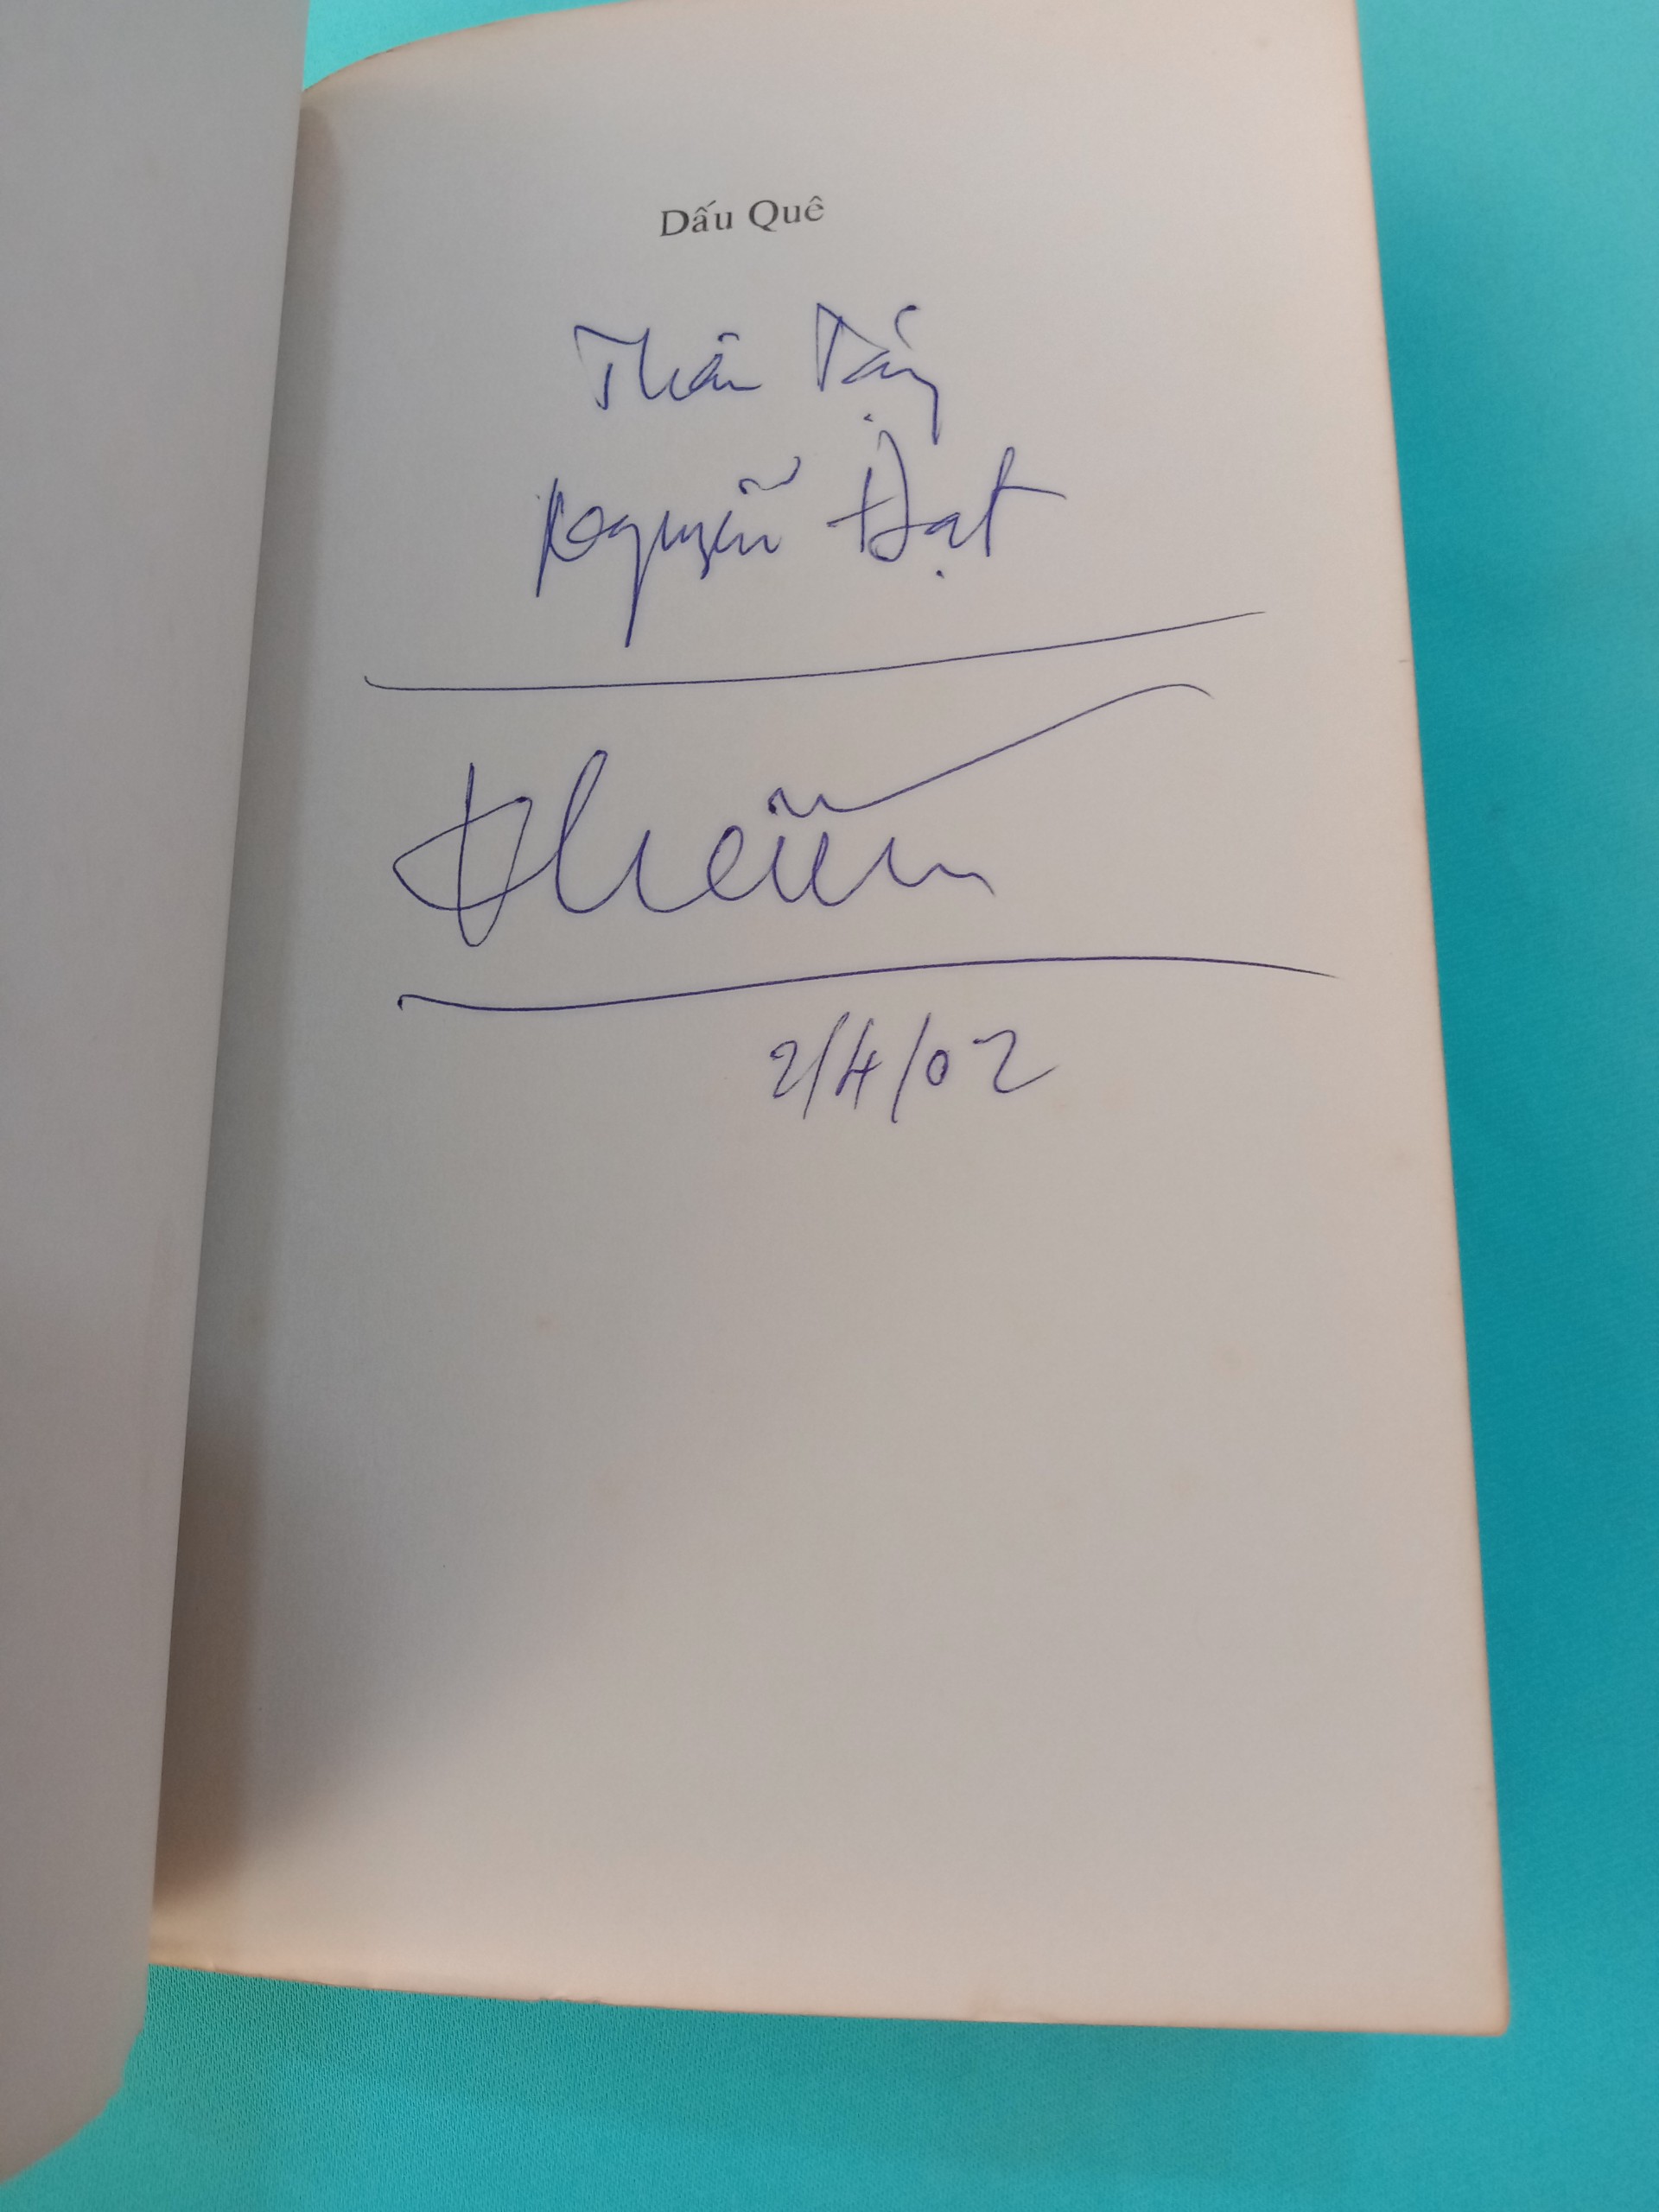 Dấu Quê
Thân Tặng
Nguyễn Đạt
2/4/02